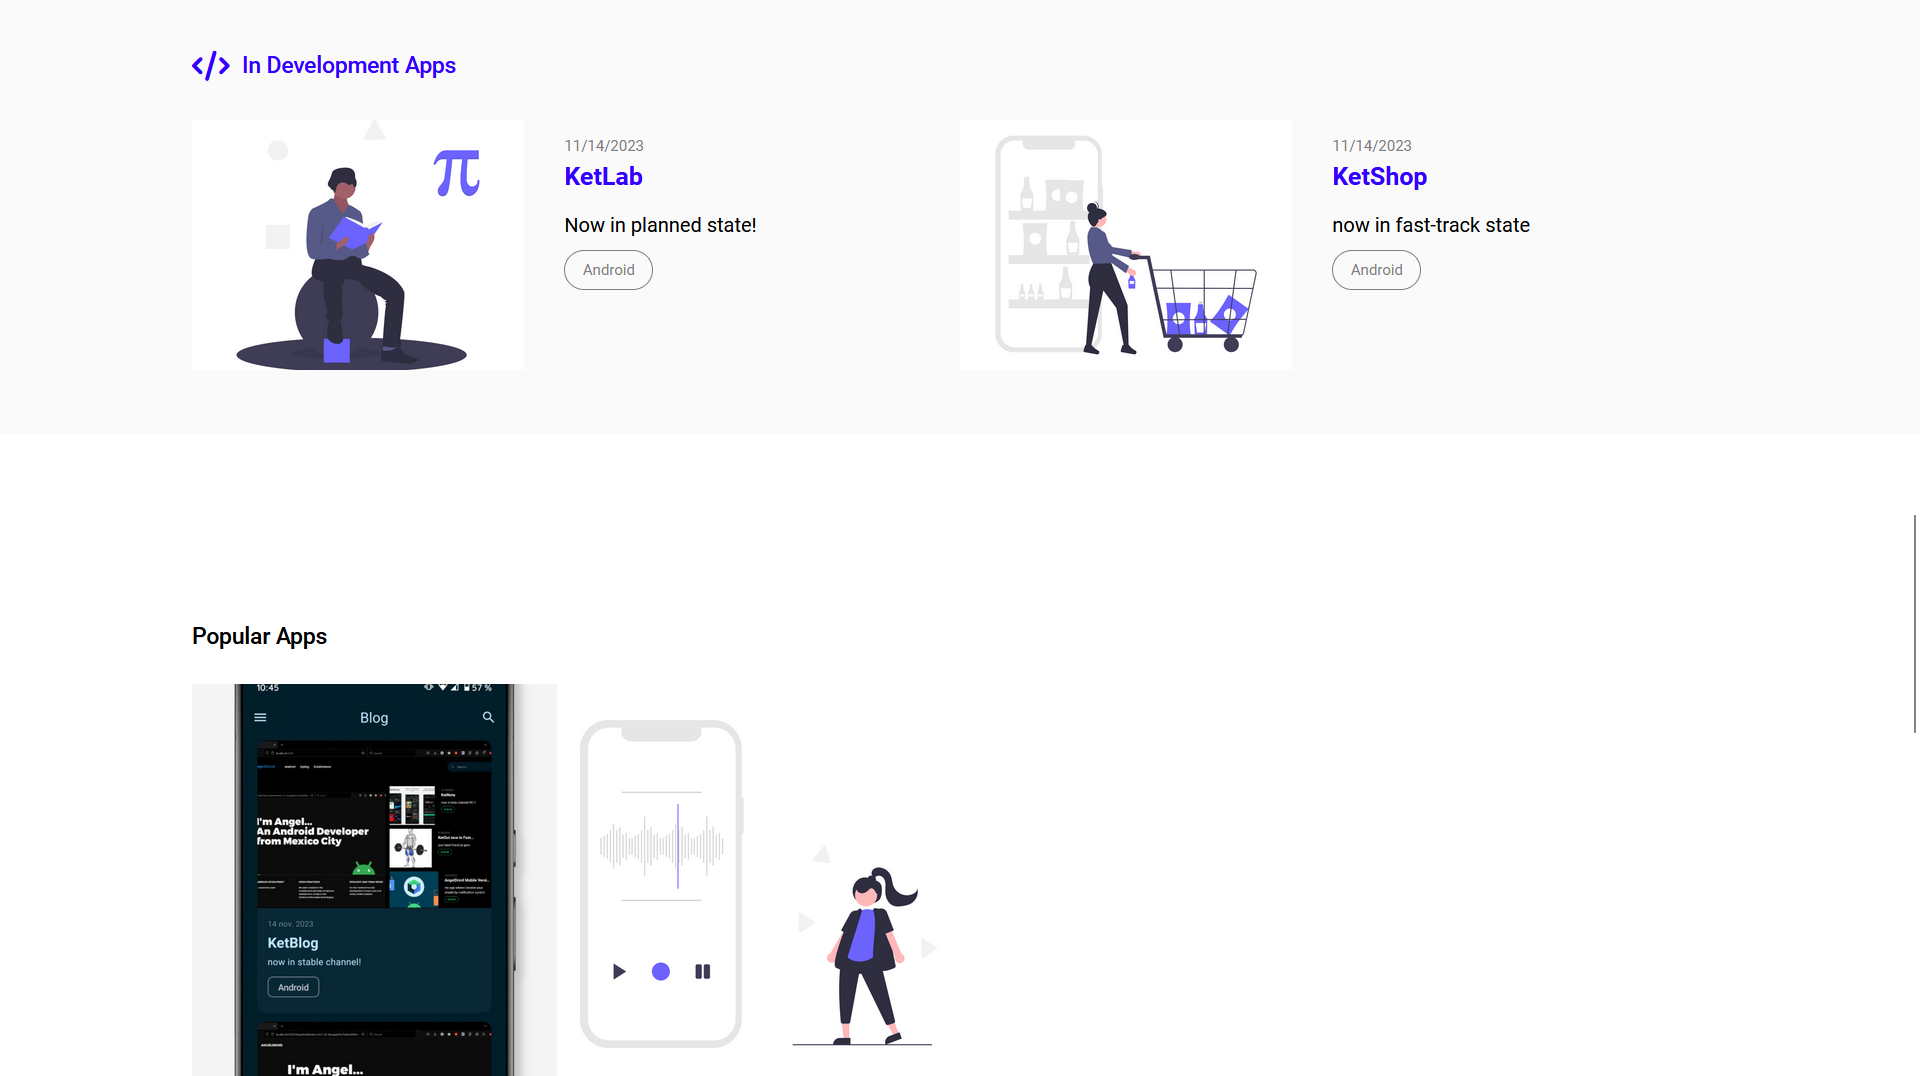 In Development Apps
11/14/2023
KetLab
Now in planned state!
Android
11/14/2023
KetShop
now in fast-track state
Android
Popular Apps
10:45
57 %
Blog
I'm Angel...
An Android Developer
from Mexico City
14 nov. 2023
KetBlog
now in stable channel!
Android
I'm Angel...